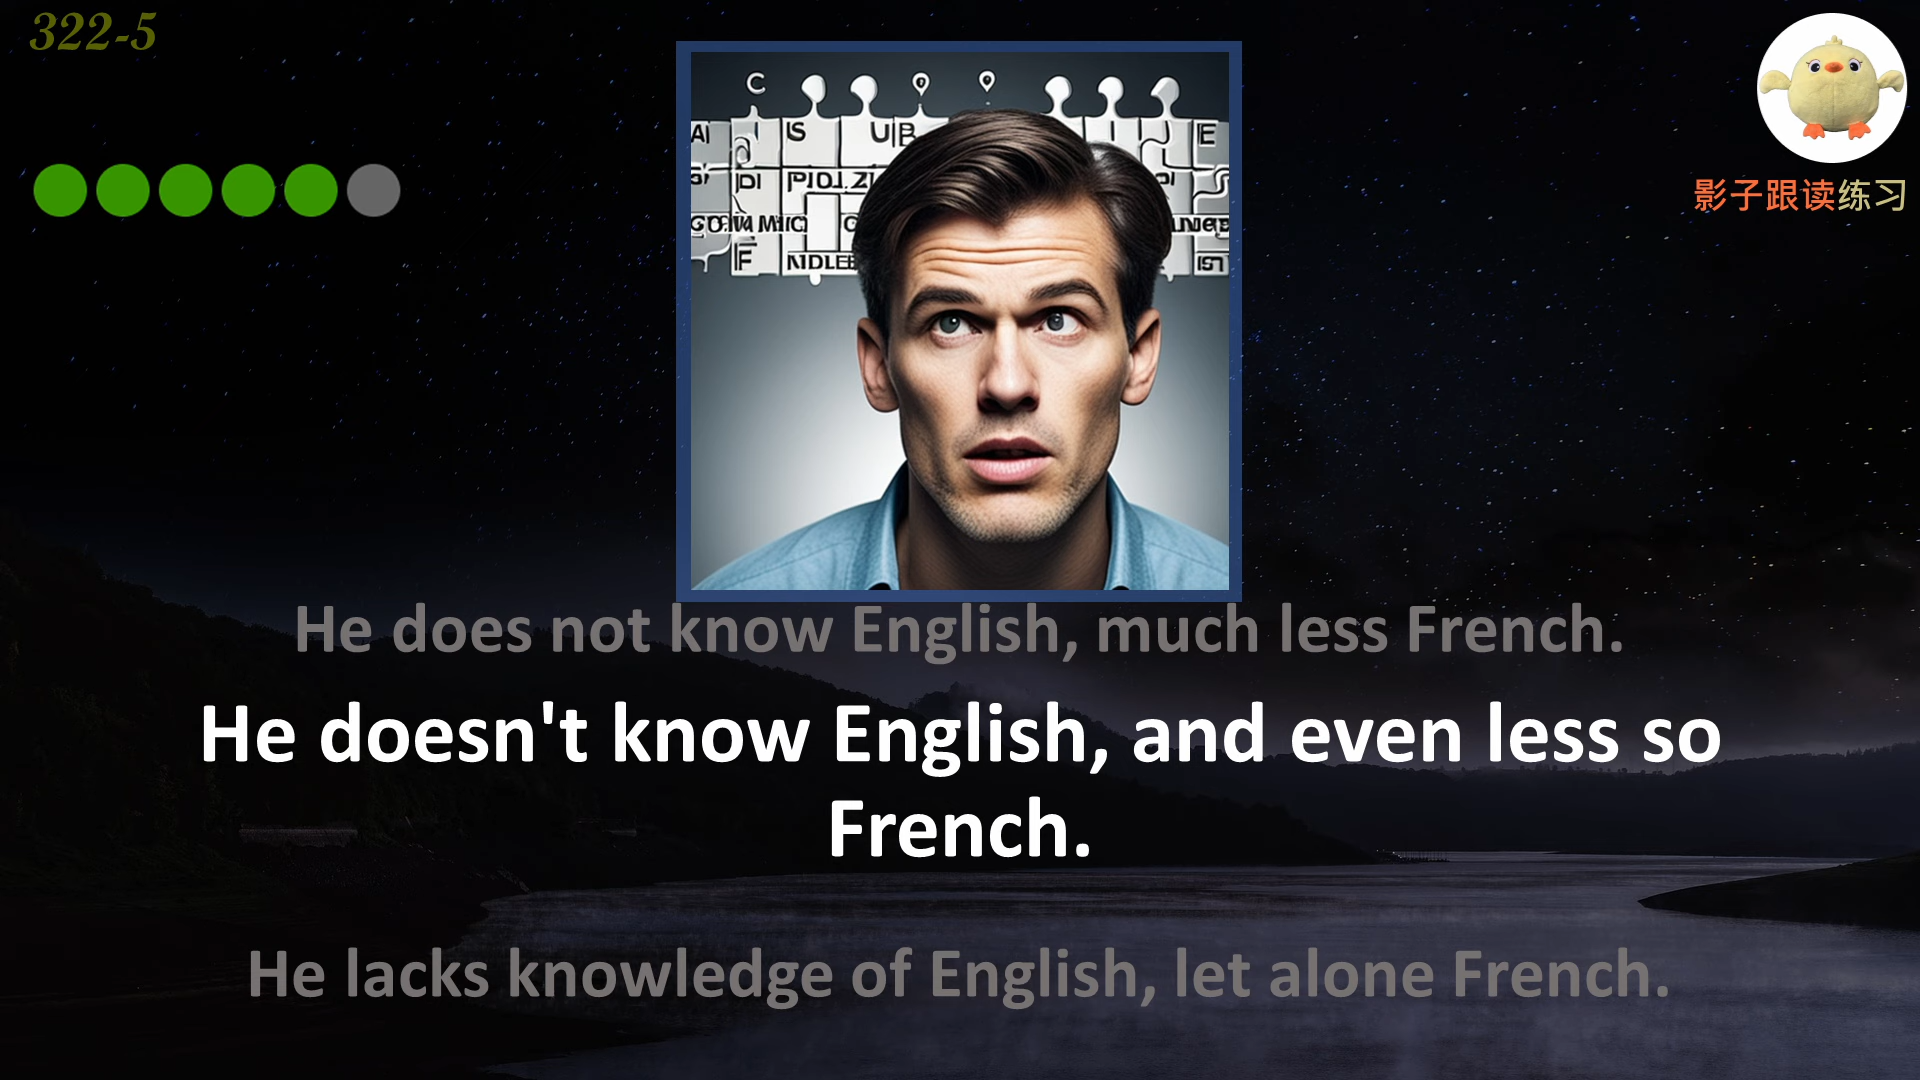 322-5
影子跟读练习
He does not know English, much less French.
He doesn't know English, and even less so
French.
He lacks knowledge of English, let alone French.